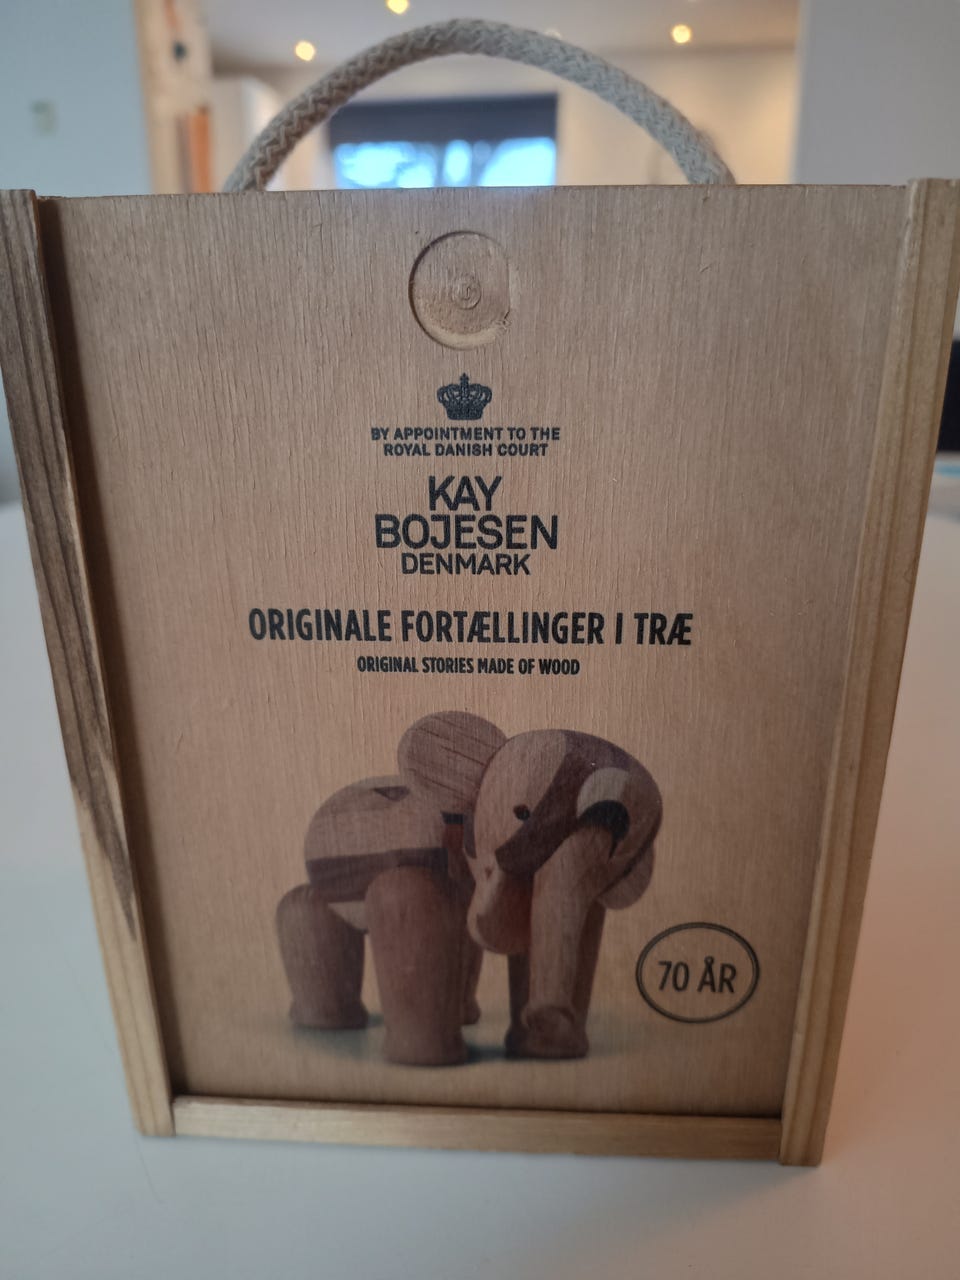 BY APPOINTMENT TO THE
ROYAL DANISH COURT
KAY
BOJESEN
DENMARK
ORIGINALE FORTÆLLINGER I TRÆ
ORIGINAL STORIES MADE OF WOOD
70 ÅR